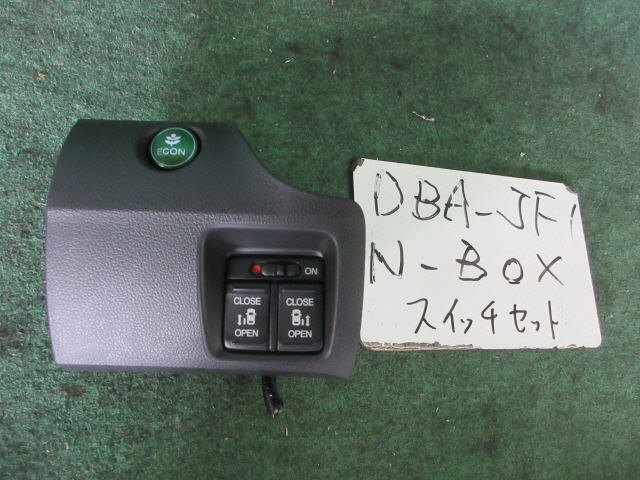 ECON
ON
CLOSE CLOSE
OPEN OPEN
DBA-JF1
N-BOX
スイッチセット